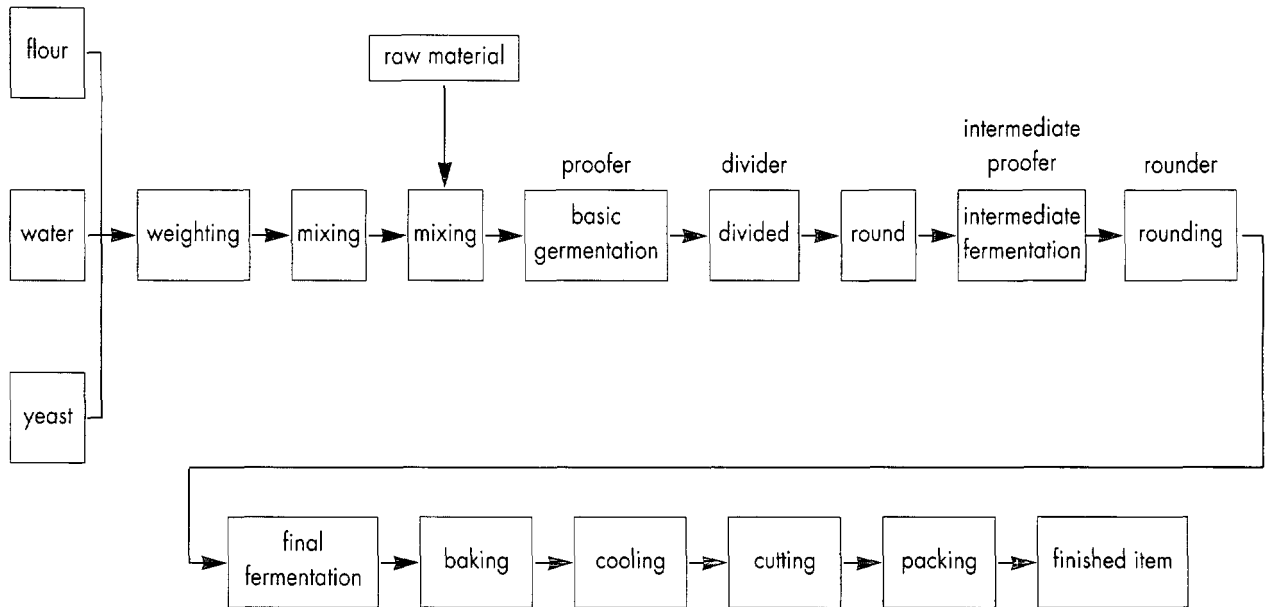 flour
raw material
intermediate
proofer
divider
proofer
rounder
water
weighting
mixing
mixing
basic
germentation
divided
round
intermediate
fermentation
rounding
yeast
final
fermentation
baking
cooling
cutting
packing
finished item